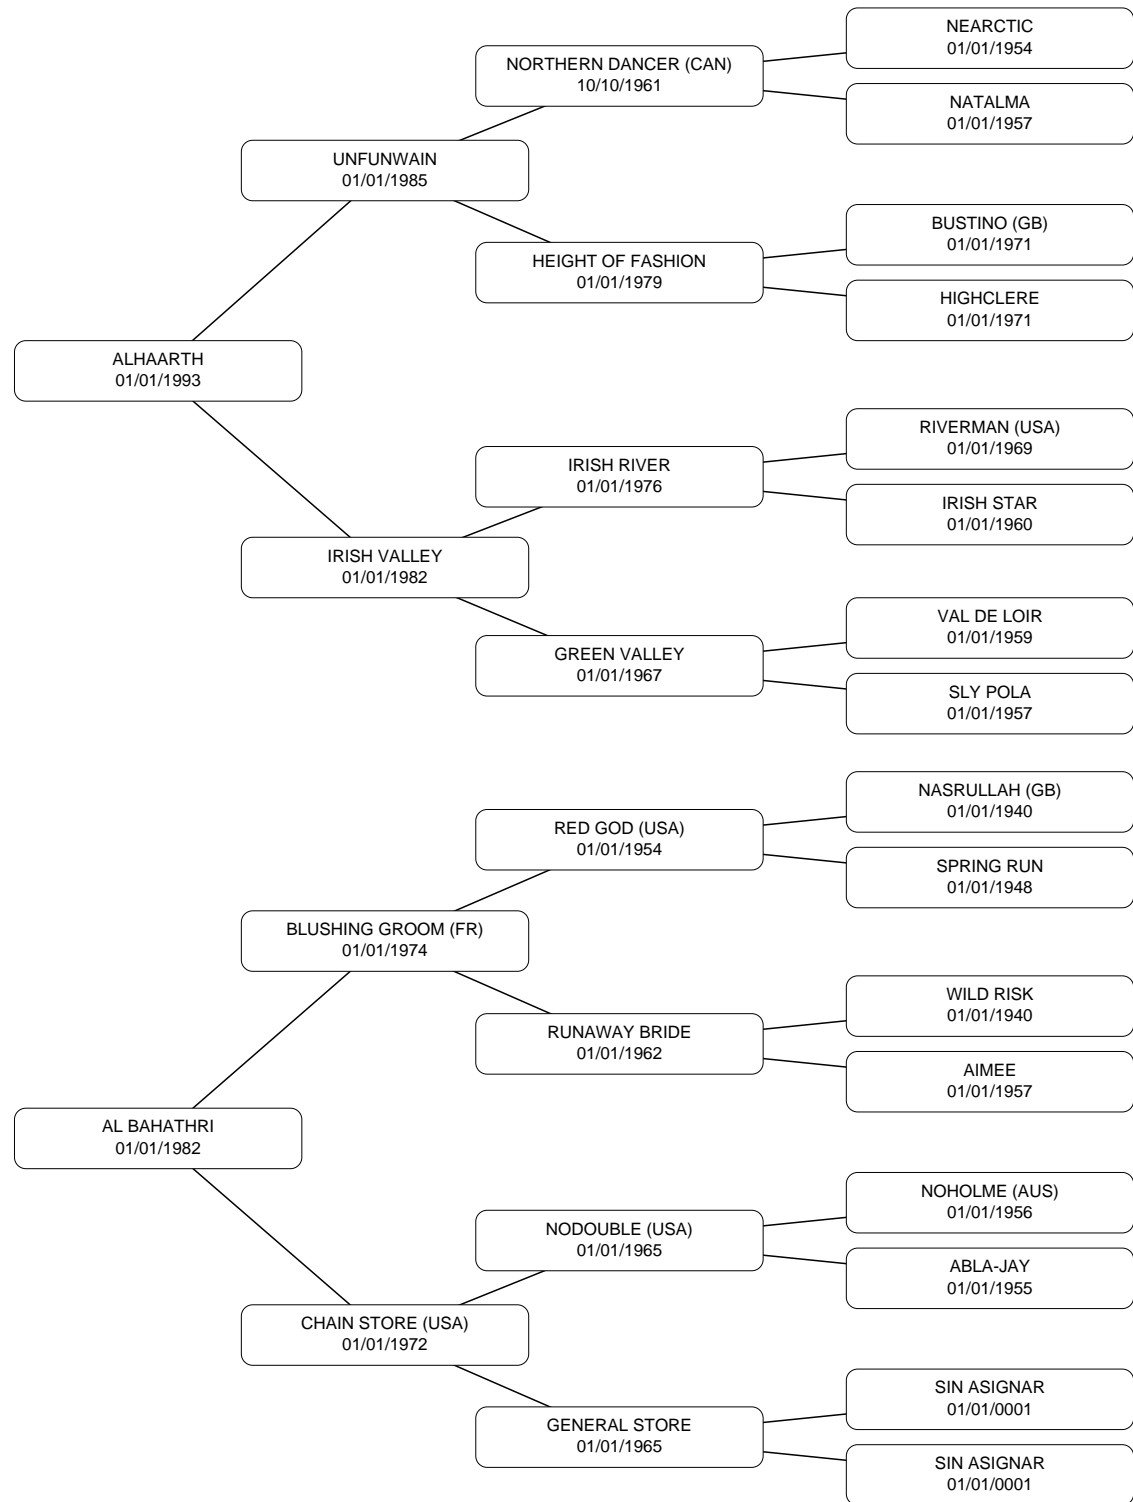 NEARCTIC
01/01/1954
NORTHERN DANCER (CAN)
10/10/1961
NATALMA
01/01/1957
UNFUNWAIN
01/01/1985
BUSTINO (GB)
01/01/1971
HEIGHT OF FASHION
01/01/1979
HIGHCLERE
01/01/1971
ALHAARTH
01/01/1993
RIVERMAN (USA)
01/01/1969
IRISH RIVER
01/01/1976
IRISH STAR
01/01/1960
IRISH VALLEY
01/01/1982
VAL DE LOIR
01/01/1959
GREEN VALLEY
01/01/1967
SLY POLA
01/01/1957
NASRULLAH (GB)
01/01/1940
RED GOD (USA)
01/01/1954
SPRING RUN
01/01/1948
BLUSHING GROOM (FR)
01/01/1974
WILD RISK
01/01/1940
RUNAWAY BRIDE
01/01/1962
AIMEE
01/01/1957
AL BAHATHRI
01/01/1982
NOHOLME (AUS)
01/01/1956
NODOUBLE (USA)
01/01/1965
ABLA-JAY
01/01/1955
CHAIN STORE (USA)
01/01/1972
SIN ASIGNAR
01/01/0001
GENERAL STORE
01/01/1965
SIN ASIGNAR
01/01/0001